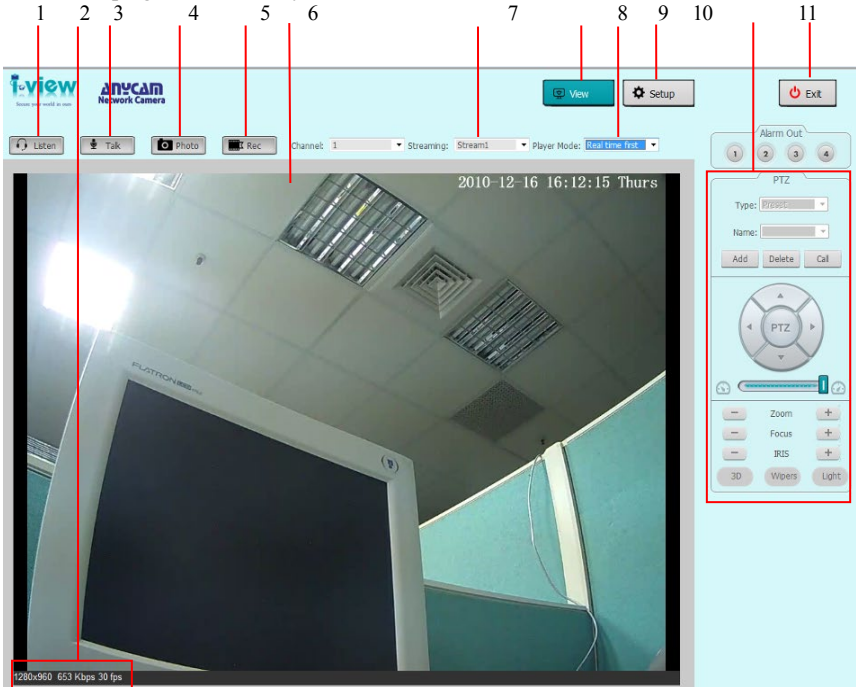 1 2 3 4 5 6 7 8 9 10 11
i-view
Secure your world in ours
ANYCAM
Network Camera
View
Setup
Exit
Listen
Talk
Photo
Rec
Channel: 1
Streaming: Stream1
Player Mode: Real time first
Alarm Out
1 2 3 4
2010-12-16 16:12:15 Thurs
FLATRON
PTZ
Type: Preset
Name:
Add Delete Call
PTZ
- Zoom +
- Focus +
- IRIS +
3D Wipers Light
1280x960 653 Kbps 30 fps